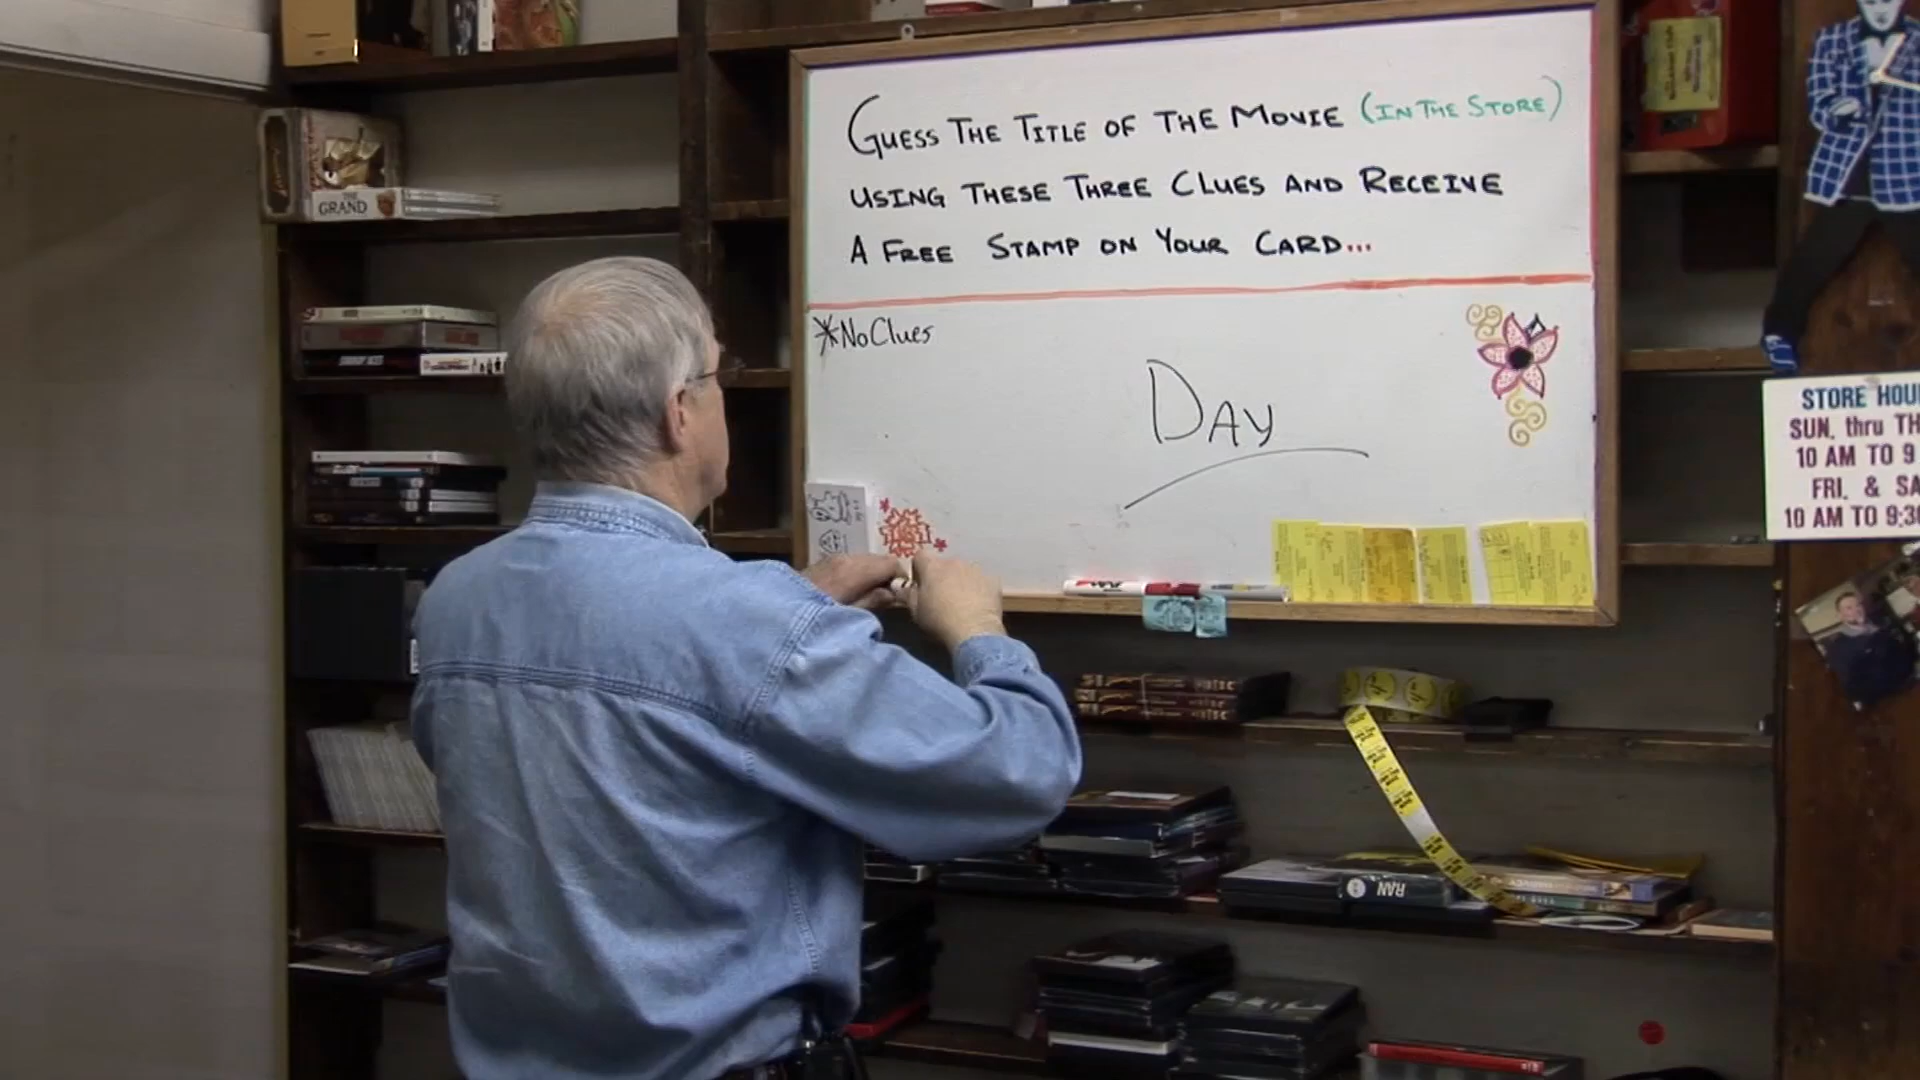 GUESS THE TITLE OF THE MOVIE (IN THE STORE)
USING THESE THREE CLUES AND RECEIVE
A FREE STAMP ON YOUR CARD...
*No Clues
DAY
STORE HOU
SUN. thru TH
10 AM TO 9
FRI. & SA
10 AM TO 9:30
THE
GRAND
RAN